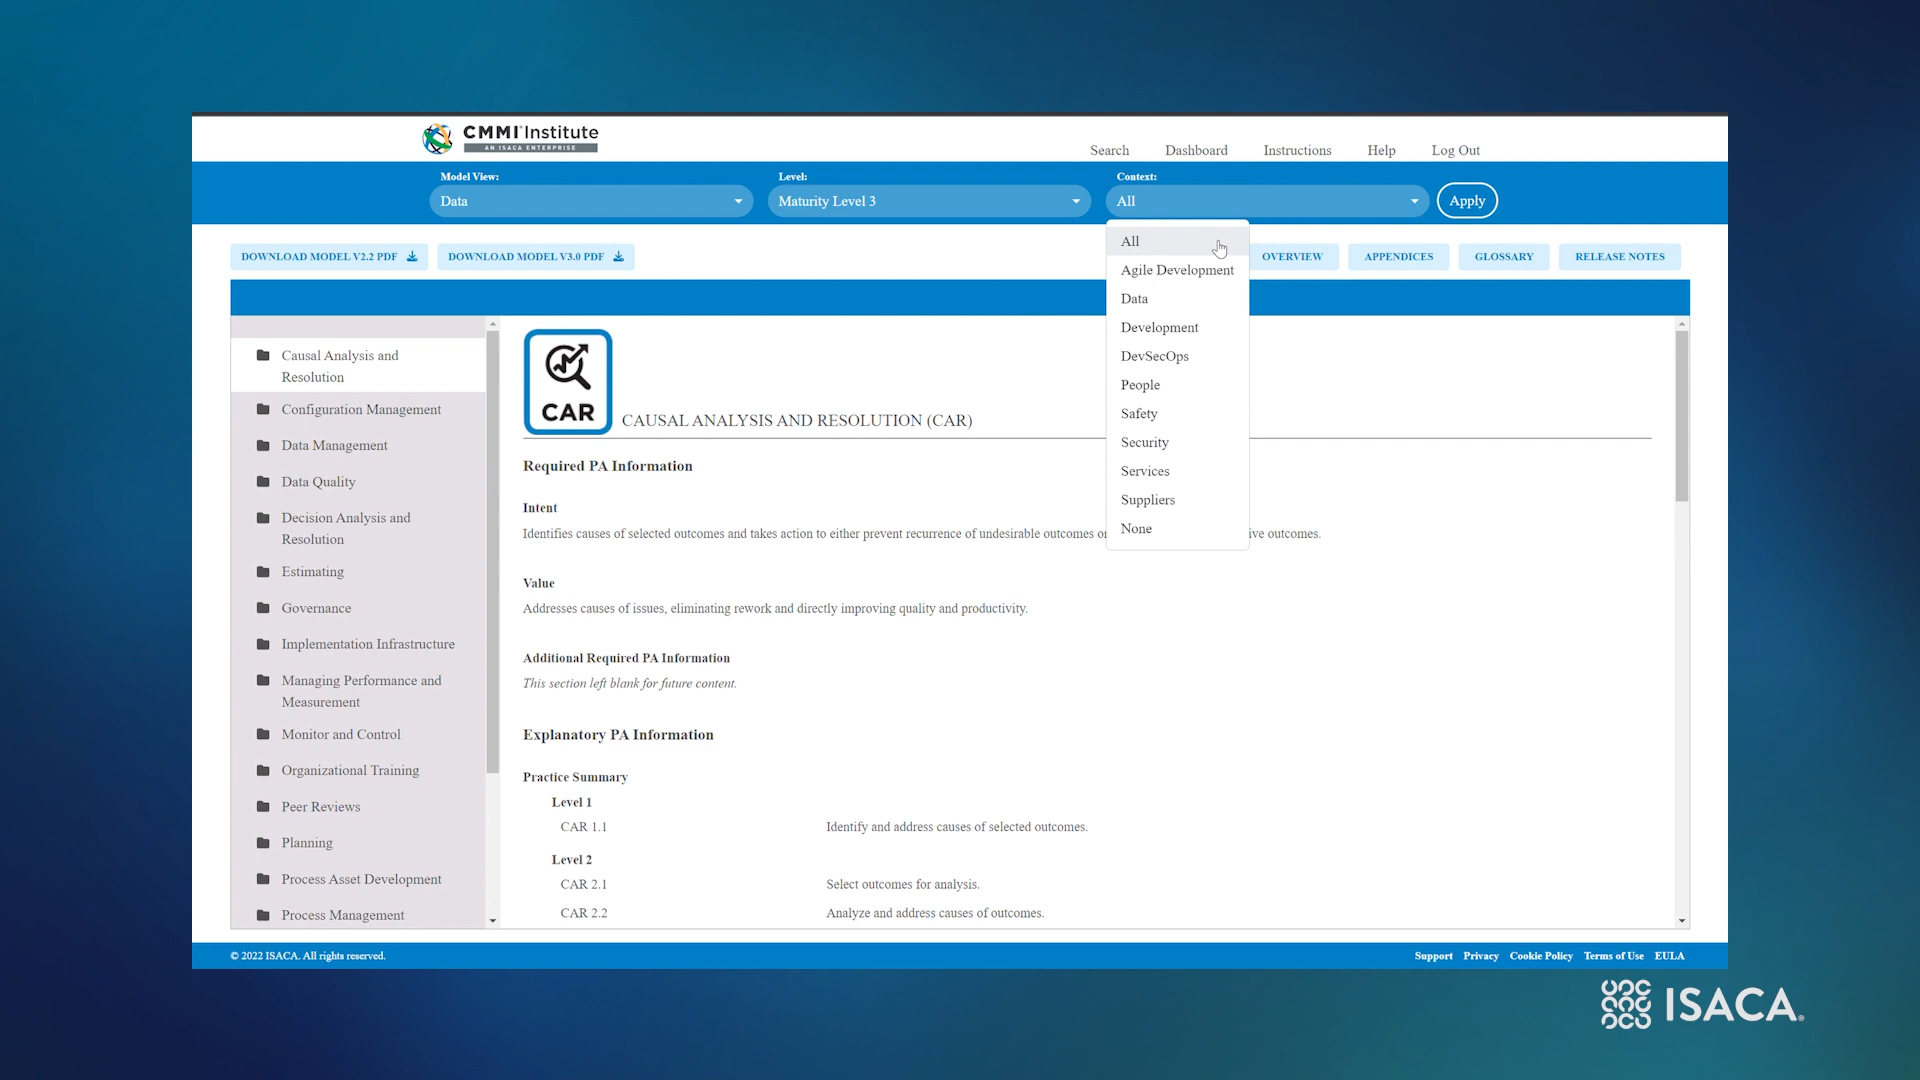 CMMI Institute
AN ISACA ENTERPRISE
Search Dashboard Instructions Help Log Out
Model View: Level: Context:
Data Maturity Level 3 All Apply
DOWNLOAD MODEL V2.2 PDF DOWNLOAD MODEL V3.0 PDF OVERVIEW APPENDICES GLOSSARY RELEASE NOTES
All
Agile Development
Data
Development
DevSecOps
People
Safety
Security
Services
Suppliers
None
Causal Analysis and
Resolution
Configuration Management
Data Management
Data Quality
Decision Analysis and
Resolution
Estimating
Governance
Implementation Infrastructure
Managing Performance and
Measurement
Monitor and Control
Organizational Training
Peer Reviews
Planning
Process Asset Development
Process Management
CAR
CAUSAL ANALYSIS AND RESOLUTION (CAR)
Required PA Information
Intent
Identifies causes of selected outcomes and takes action to either prevent recurrence of undesirable outcomes outcomes.
Value
Addresses causes of issues, eliminating rework and directly improving quality and productivity.
Additional Required PA Information
This section left blank for future content.
Explanatory PA Information
Practice Summary
Level 1
CAR 1.1 Identify and address causes of selected outcomes.
Level 2
CAR 2.1 Select outcomes for analysis.
CAR 2.2 Analyze and address causes of outcomes.
© 2022 ISACA. All rights reserved. Support Privacy Cookie Policy Terms of Use EULA
ISACA.